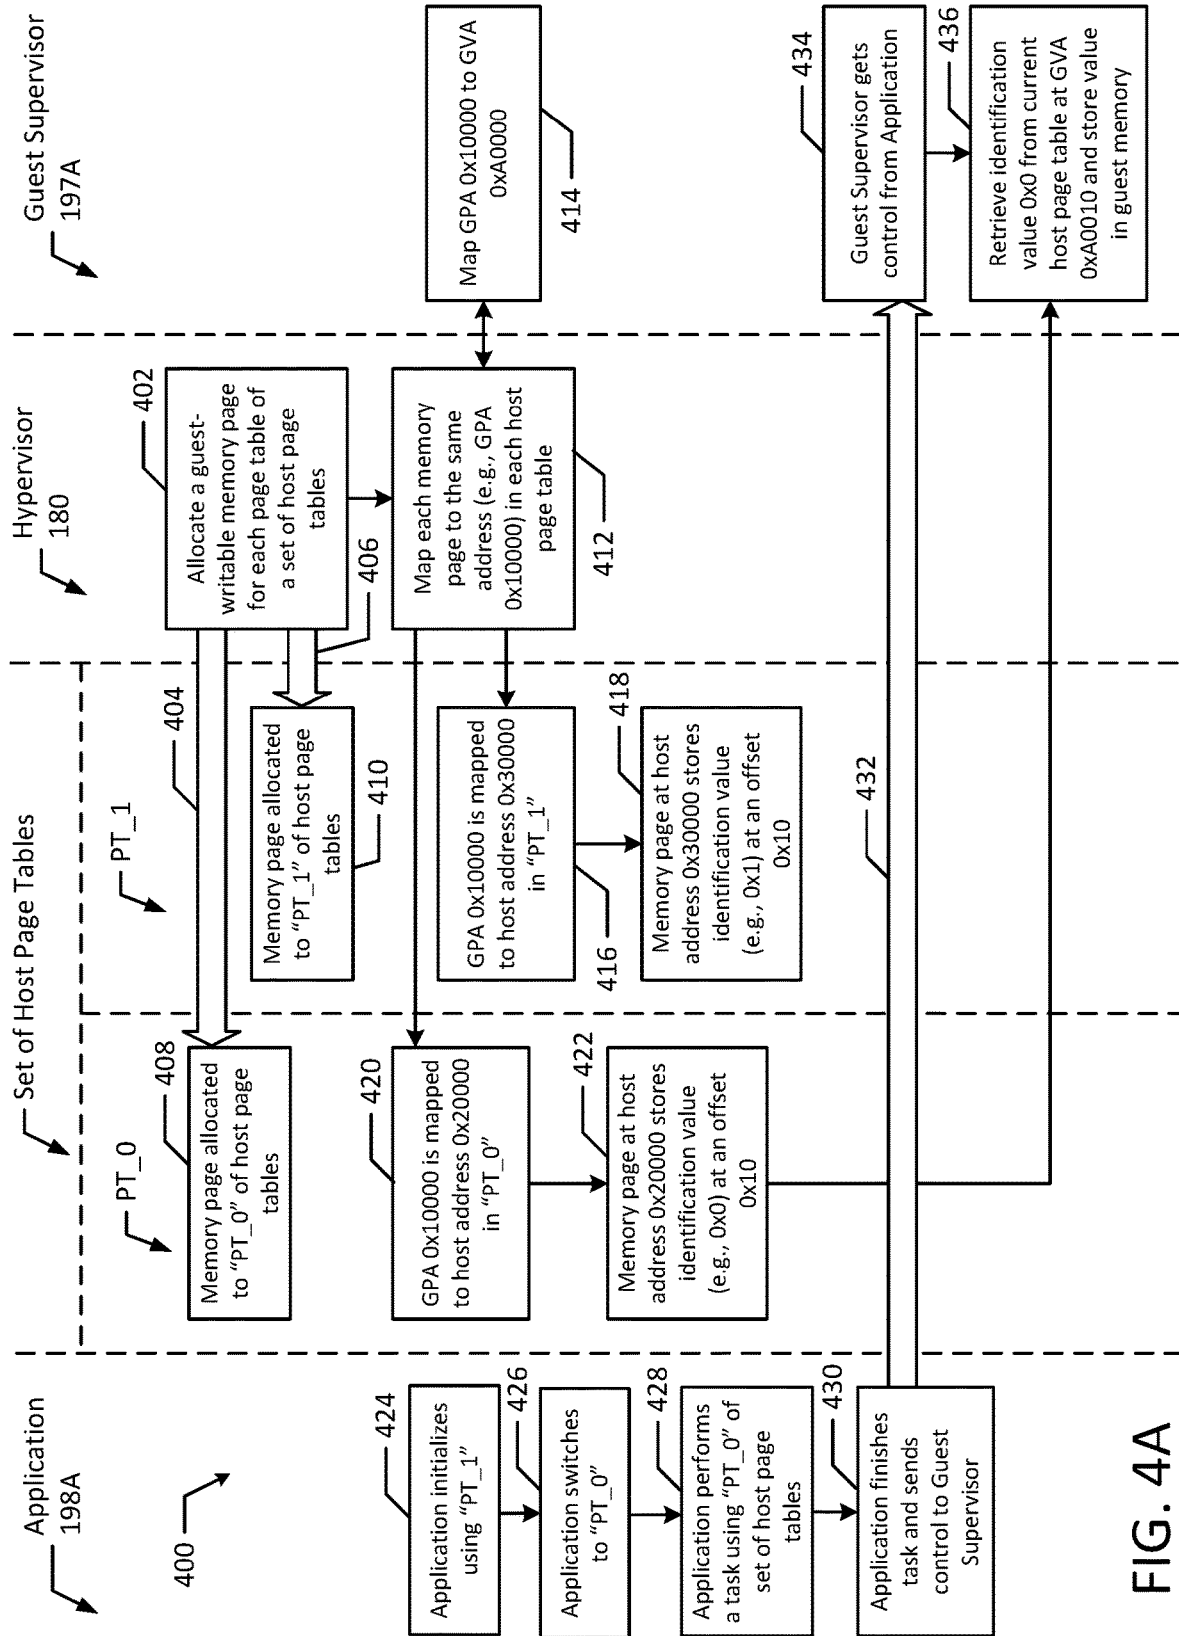 Application
198A
Set of Host Page Tables
PT_0
PT_1
Hypervisor
180
Guest Supervisor
197A
400
402
Allocate a guest-
writable memory page
for each page table of
a set of host page
tables
404
406
408
Memory page allocated
to “PT_0” of host page
tables
Memory page allocated
to “PT_1” of host page
tables
410
Map each memory
page to the same
address (e.g., GPA
0x10000) in each host
page table
412
Map GPA 0x10000 to GVA
0xA0000
414
GPA 0x10000 is mapped
to host address 0x30000
in “PT_1”
416
418
Memory page at host
address 0x30000 stores
identification value
(e.g., 0x1) at an offset
0x10
420
GPA 0x10000 is mapped
to host address 0x20000
in “PT_0”
422
Memory page at host
address 0x20000 stores
identification value
(e.g., 0x0) at an offset
0x10
424
Application initializes
using “PT_1”
426
Application switches
to “PT_0”
428
Application performs
a task using “PT_0” of
set of host page
tables
430
Application finishes
task and sends
control to Guest
Supervisor
432
434
Guest Supervisor gets
control from Application
436
Retrieve identification
value 0x0 from current
host page table at GVA
0xA0010 and store value
in guest memory
FIG. 4A